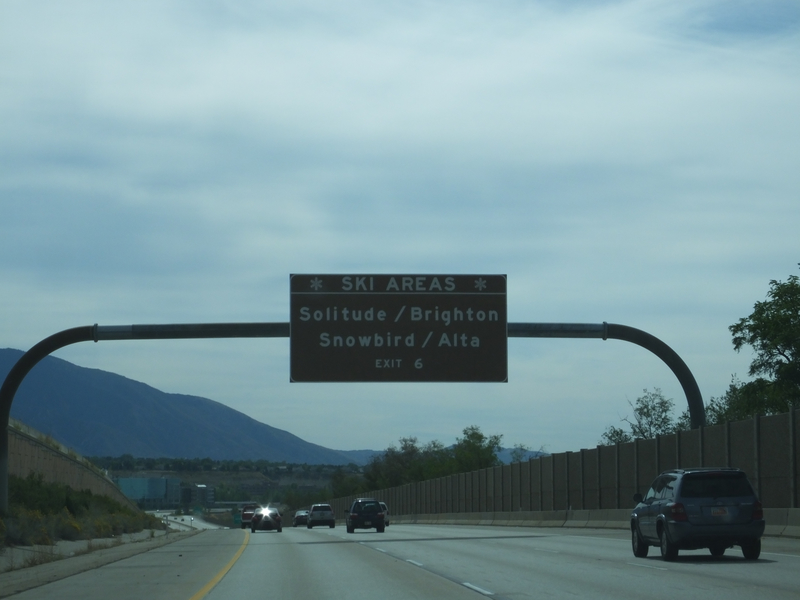 SKI AREAS
Solitude / Brighton
Snowbird / Alta
EXIT 6